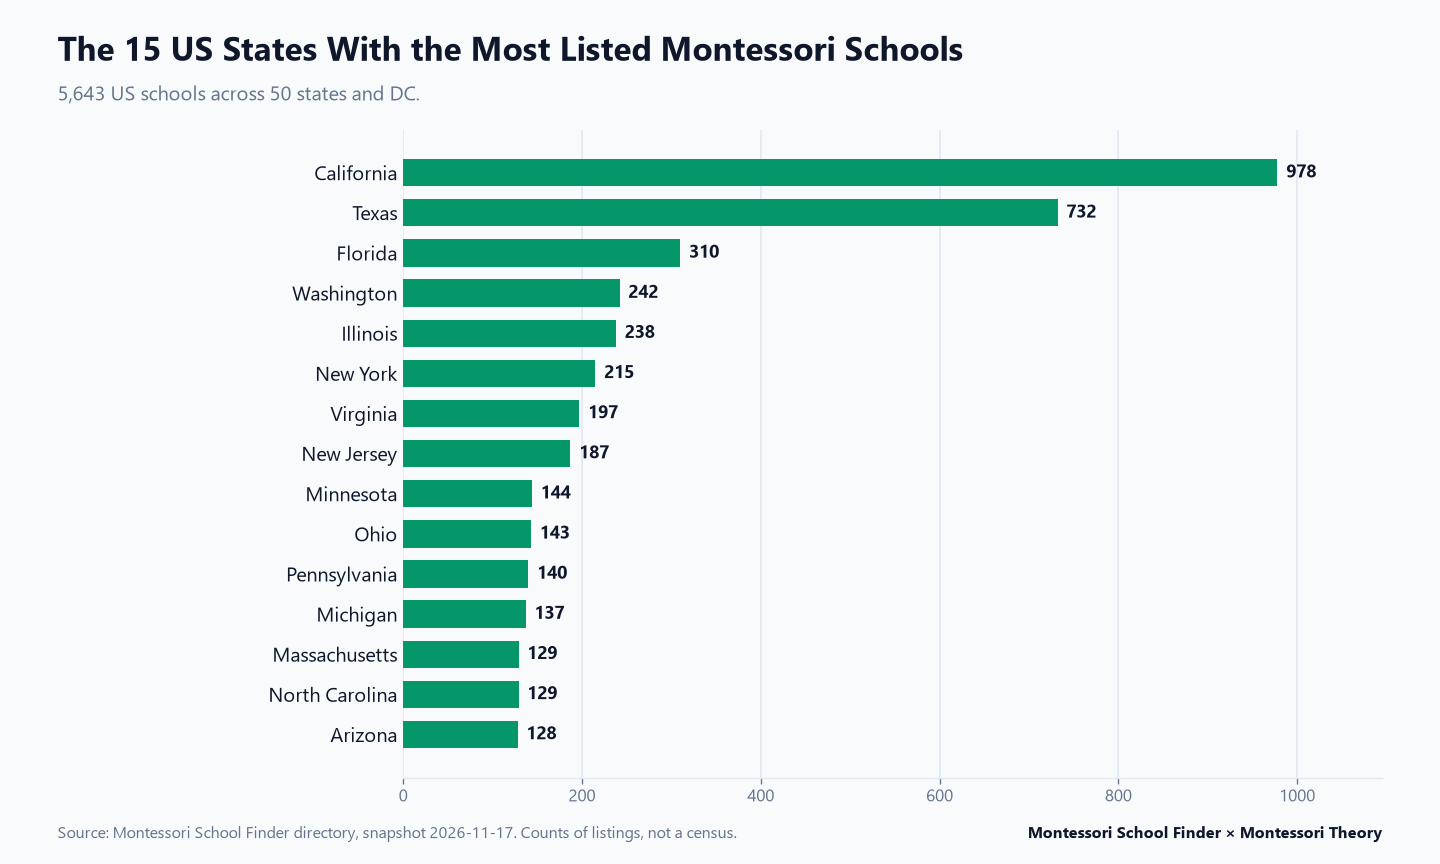 The 15 US States With the Most Listed Montessori Schools
5,643 US schools across 50 states and DC.
California 978
Texas 732
Florida 310
Washington 242
Illinois 238
New York 215
Virginia 197
New Jersey 187
Minnesota 144
Ohio 143
Pennsylvania 140
Michigan 137
Massachusetts 129
North Carolina 129
Arizona 128
0 200 400 600 800 1000
Source: Montessori School Finder directory, snapshot 2026-11-17. Counts of listings, not a census.
Montessori School Finder × Montessori Theory